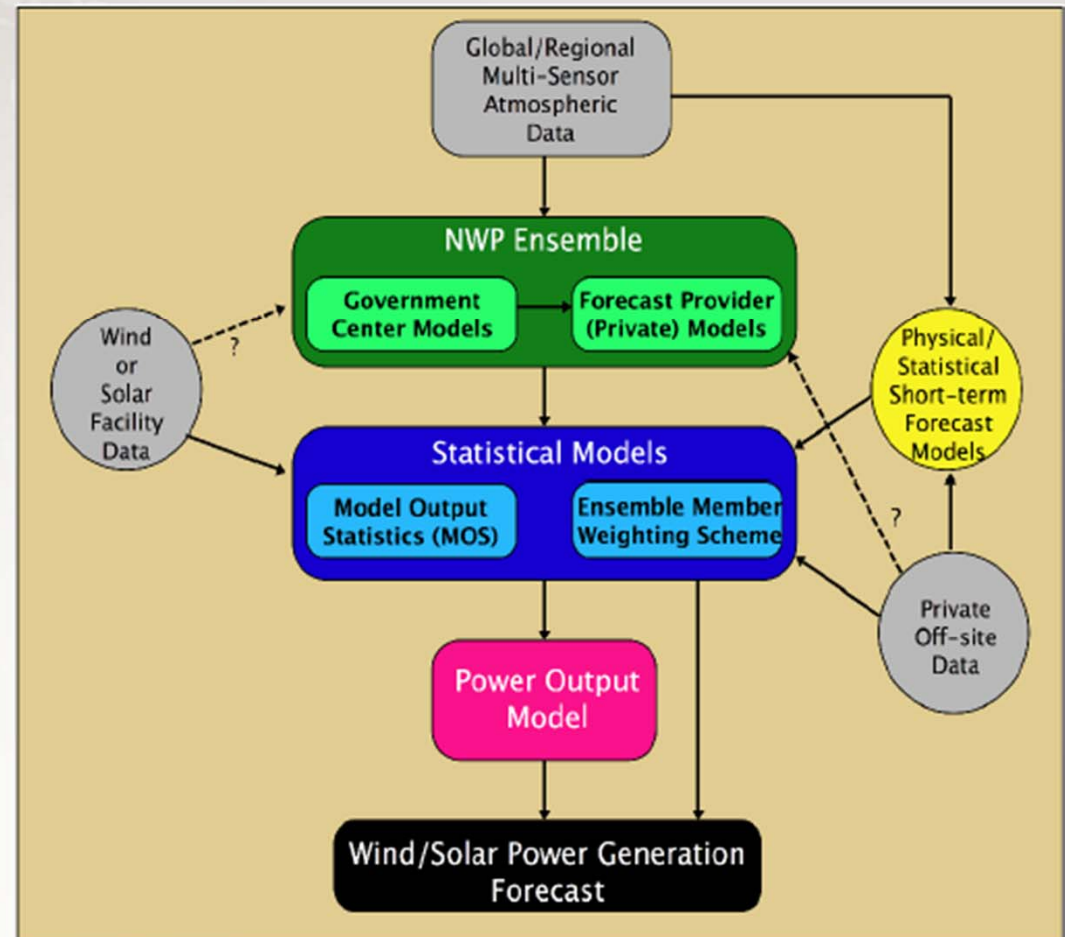 Global/Regional
Multi-Sensor
Atmospheric
Data
NWP Ensemble
Government
Center Models
Forecast Provider
(Private) Models
Wind
or
Solar
Facility
Data
?
Physical/
Statistical
Short-term
Forecast
Models
Statistical Models
Model Output
Statistics (MOS)
Ensemble Member
Weighting Scheme
?
Private
Off-site
Data
Power Output
Model
Wind/Solar Power Generation
Forecast